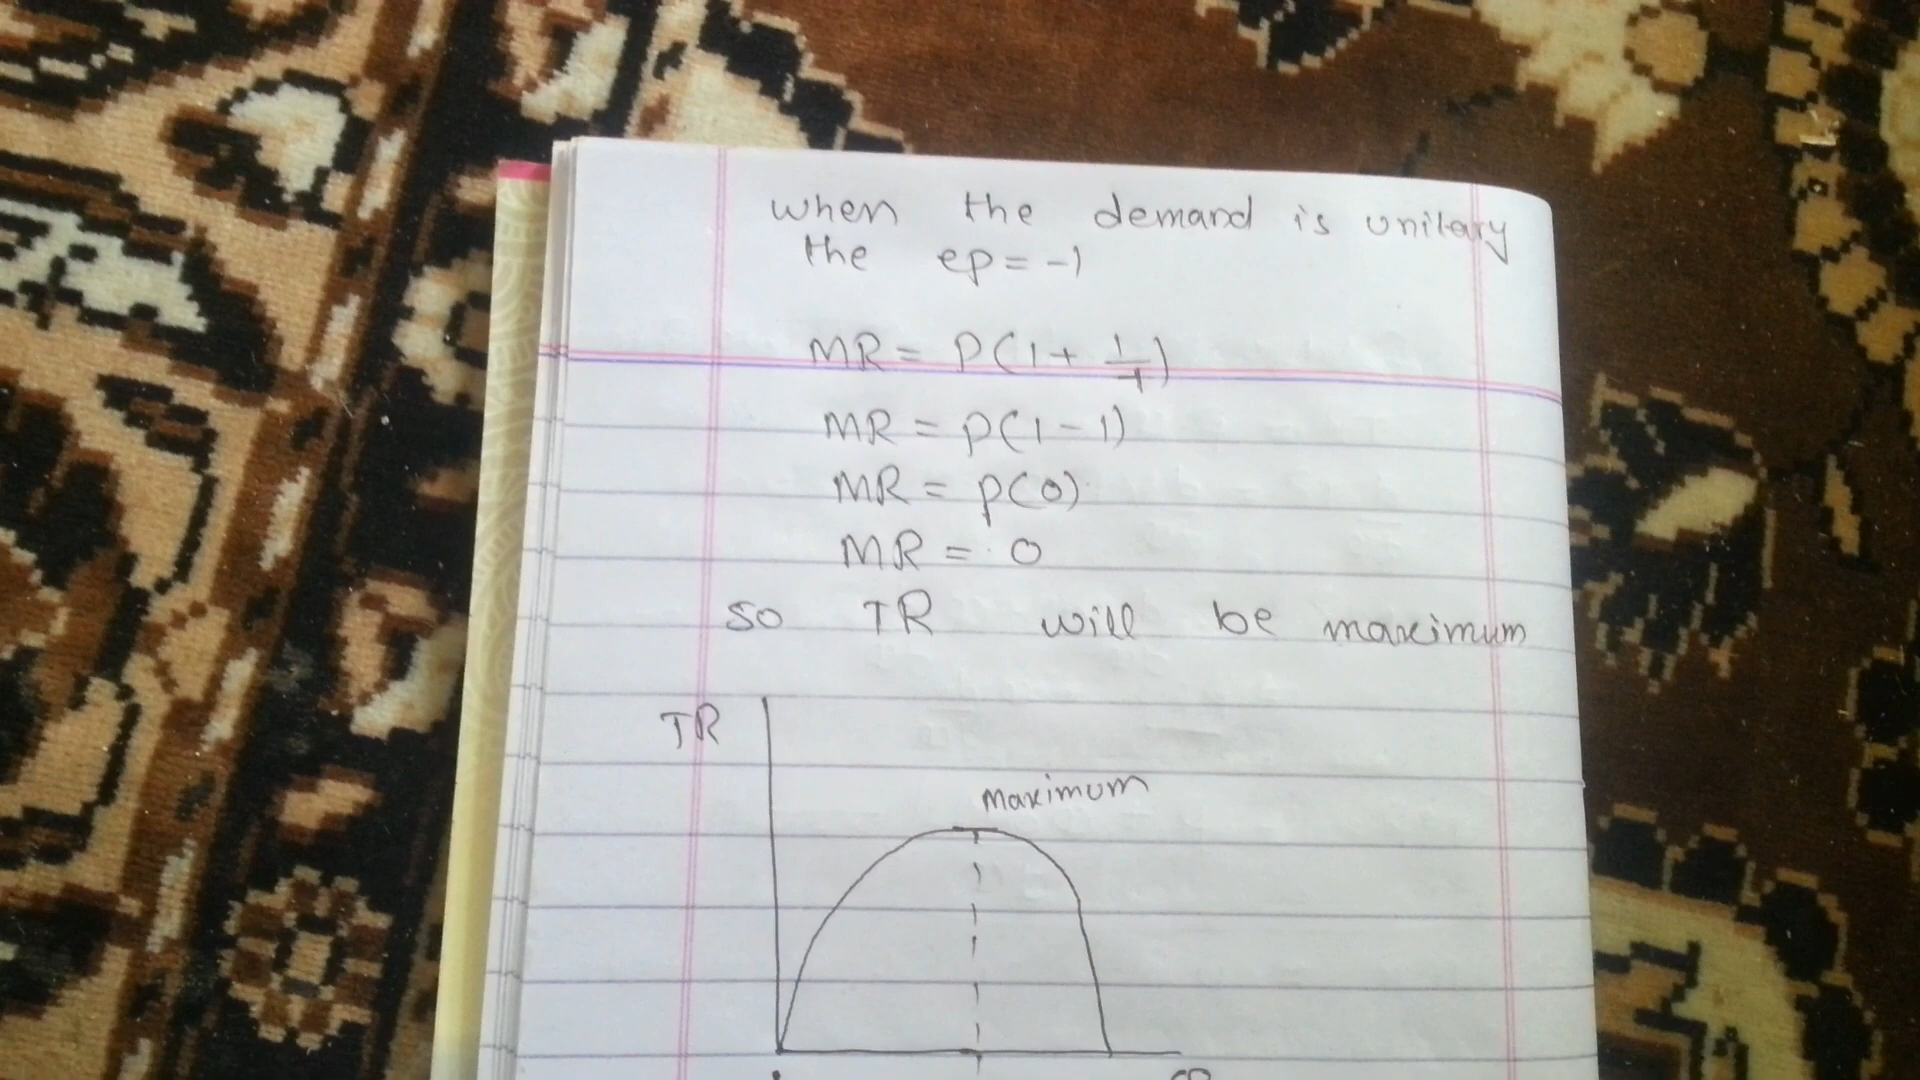 when the demand is unitary
the ep = -1
MR = P(1 + 1/-1)
MR = P(1 - 1)
MR = P(0)
MR = 0
so TR will be maximum
TR
maximum